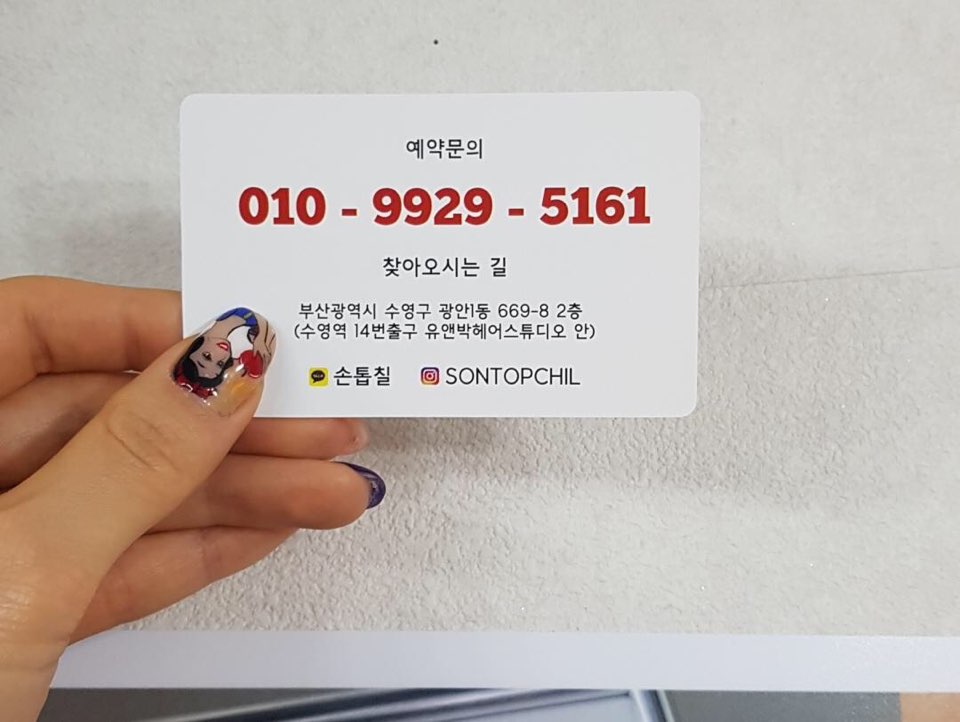 예약문의
010 - 9929 - 5161
찾아오시는 길
부산광역시 수영구 광안1동 669-8 2층
(수영역 14번출구 유앤박헤어스튜디오 안)
TALK 손톱칠 SONTOPCHIL